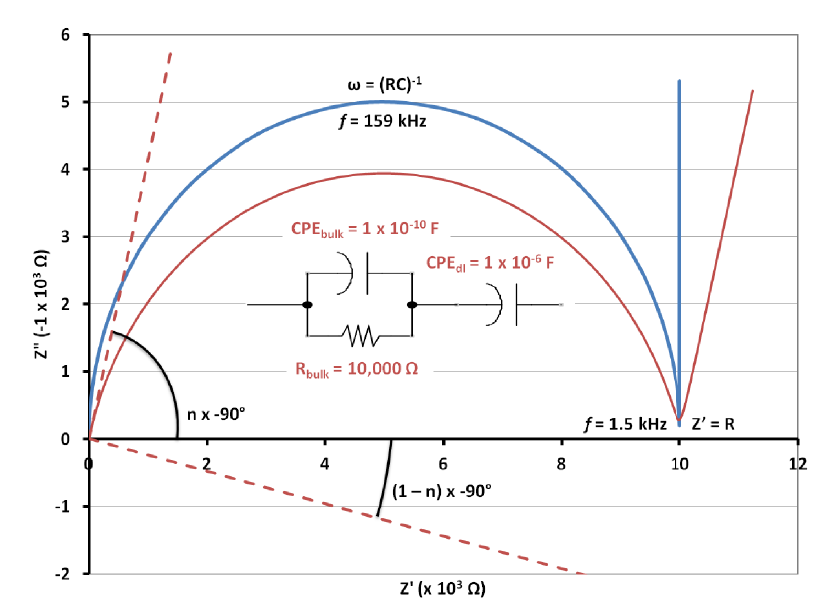 6
5
4
3
2
1
0
-1
-2
Z" (-1 x 10³ Ω)
ω = (RC)⁻¹
f = 159 kHz
CPEbulk = 1 x 10⁻¹⁰ F
CPEdl = 1 x 10⁻⁶ F
Rbulk = 10,000 Ω
n x -90°
f = 1.5 kHz
Z' = R
0
2
4
6
8
10
12
(1 – n) x -90°
Z' (x 10³ Ω)